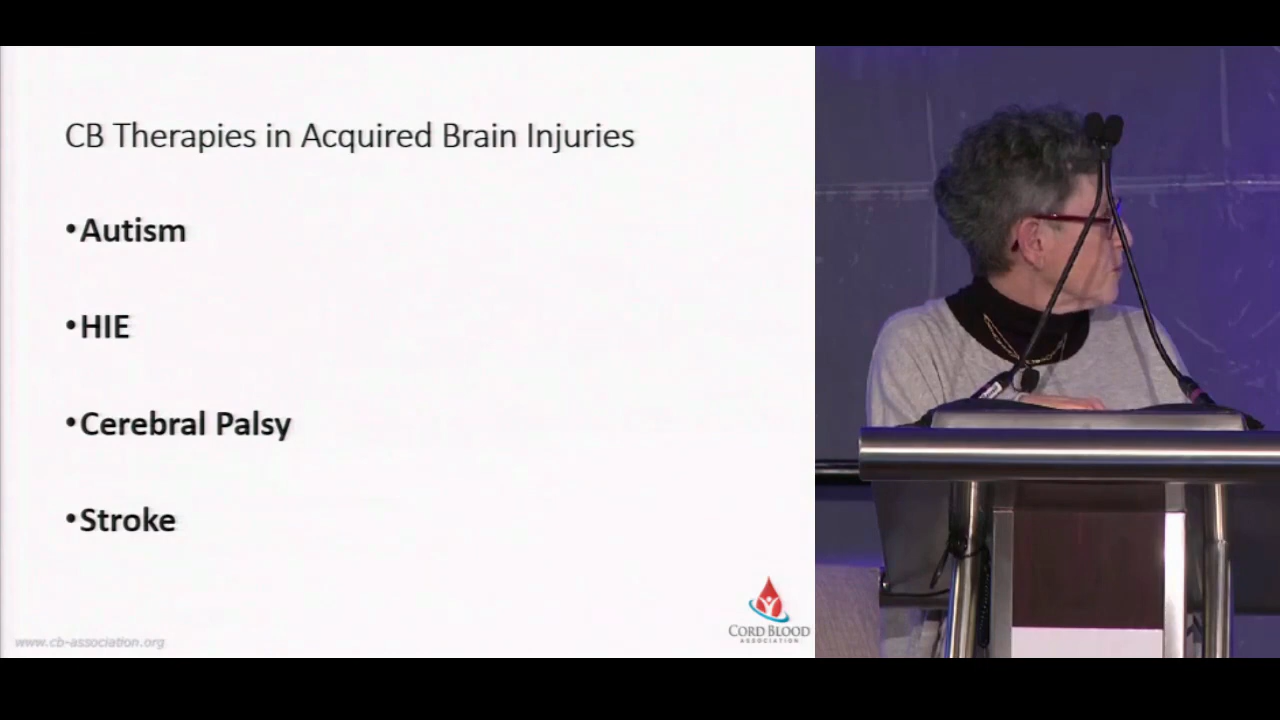 CB Therapies in Acquired Brain Injuries
•Autism
•HIE
•Cerebral Palsy
•Stroke
CORD BLOOD
ASSOCIATION
www.cb-association.org